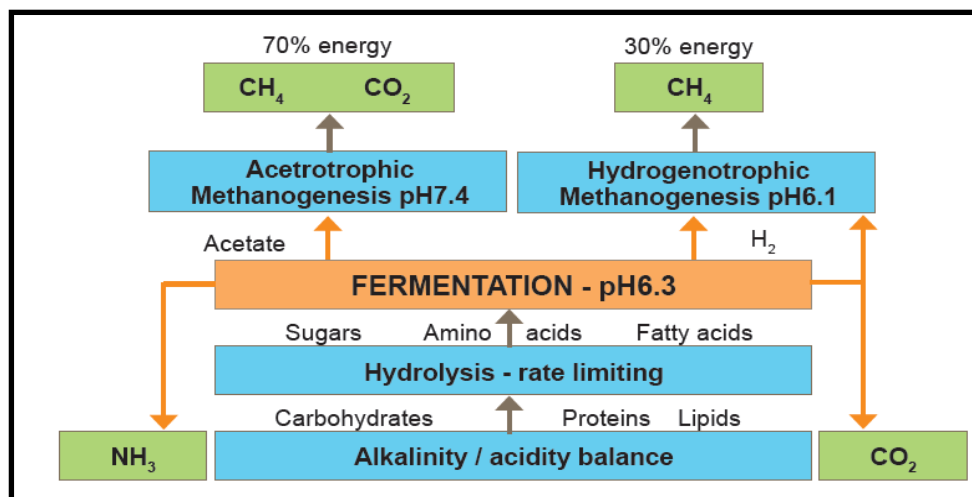 70% energy
30% energy
CH₄ CO₂
CH₄
Acetrotrophic
Methanogenesis pH7.4
Hydrogenotrophic
Methanogenesis pH6.1
Acetate
H₂
FERMENTATION - pH6.3
Sugars Amino acids Fatty acids
Hydrolysis - rate limiting
Carbohydrates Proteins Lipids
NH₃
Alkalinity / acidity balance
CO₂